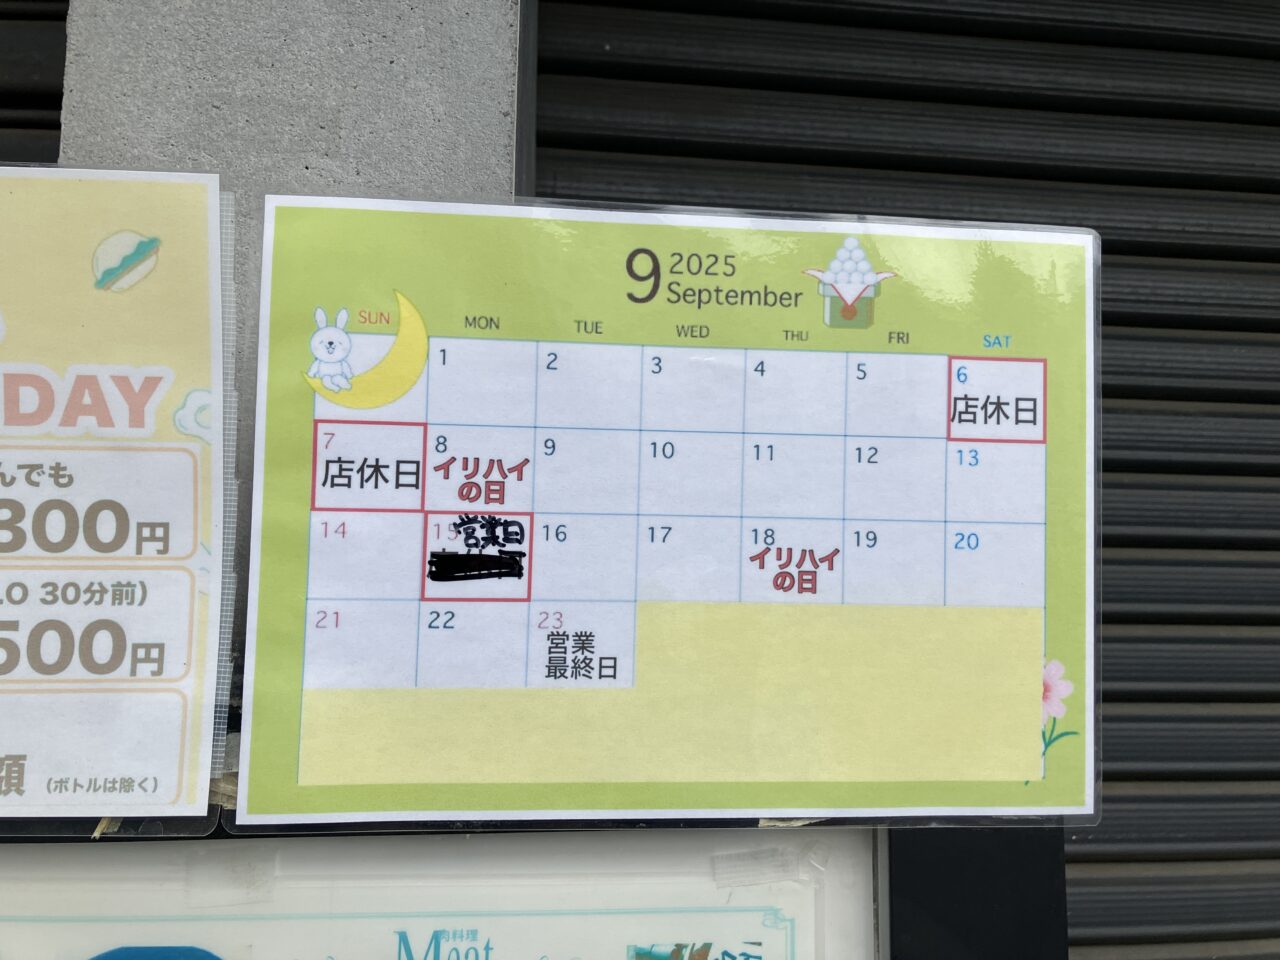 DAY
んでも
300円
.O 30分前)
500円
額 (ボトルは除く)
9 2025
September
SUN MON TUE WED THU FRI SAT
1 2 3 4 5 6
店休日
7 8 9 10 11 12 13
店休日 イリハイ
の日
14 15 16 17 18 19 20
営業日
イリハイ
の日
21 22 23
営業
最終日
肉料理
Meat